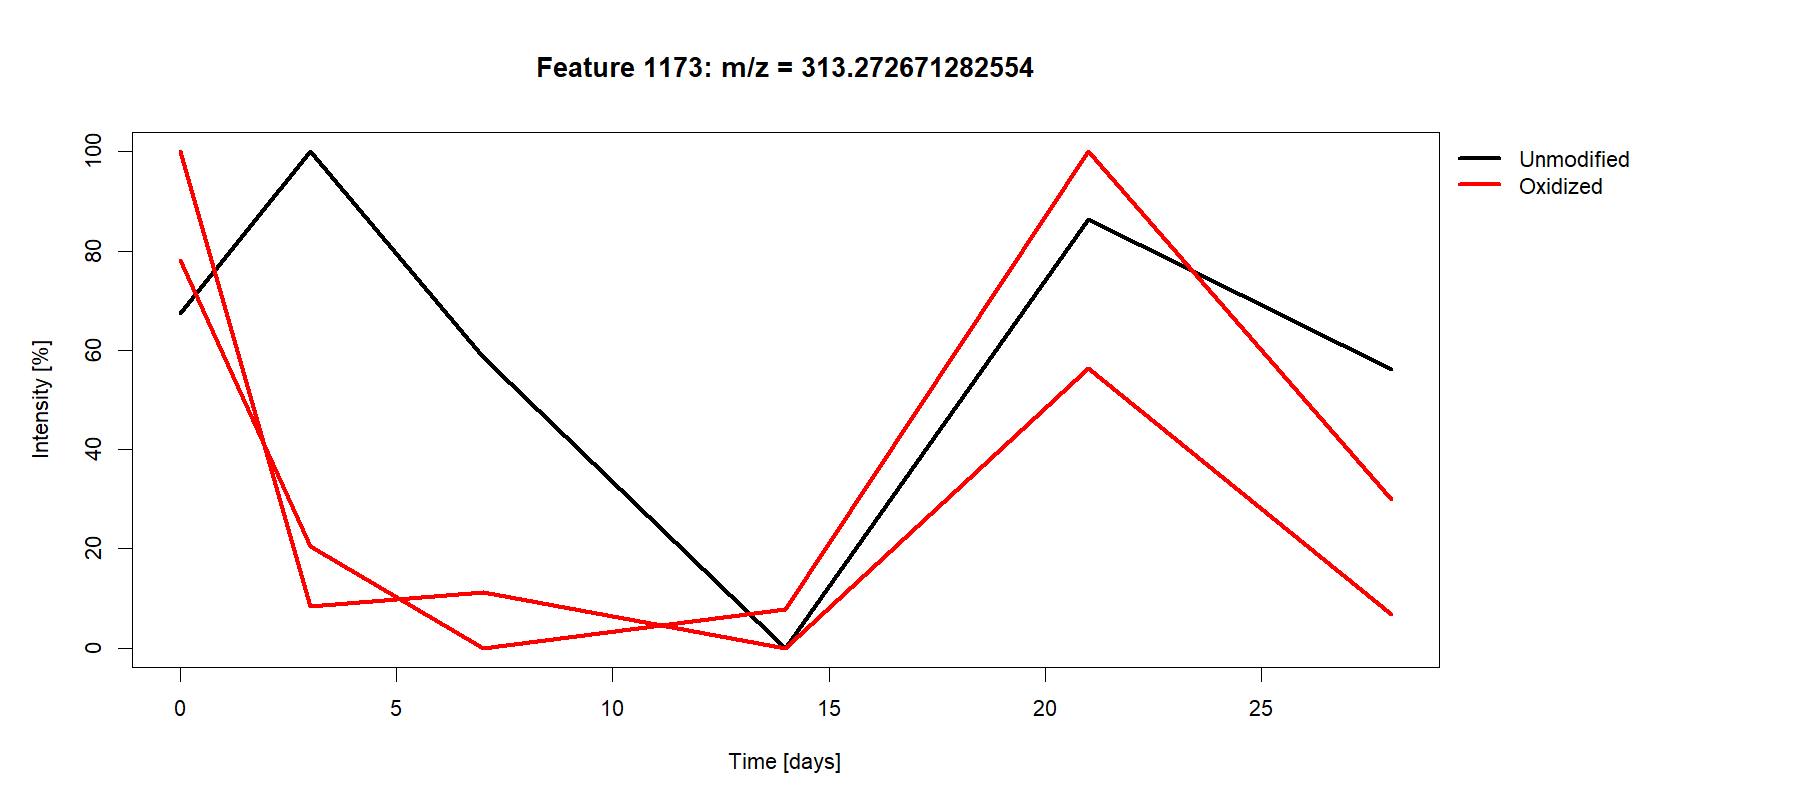 Feature 1173: m/z = 313.272671282554
Unmodified
Oxidized
Intensity [%]
100
80
60
40
20
0
0 5 10 15 20 25
Time [days]